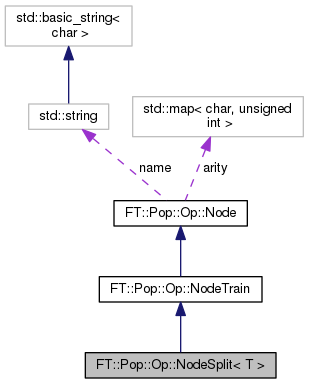 std::basic_string<
char >
std::string
std::map< char, unsigned
int >
name
arity
FT::Pop::Op::Node
FT::Pop::Op::NodeTrain
FT::Pop::Op::NodeSplit< T >